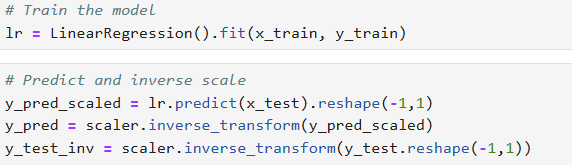 # Train the model
lr = LinearRegression().fit(x_train, y_train)
# Predict and inverse scale
y_pred_scaled = lr.predict(x_test).reshape(-1,1)
y_pred = scaler.inverse_transform(y_pred_scaled)
y_test_inv = scaler.inverse_transform(y_test.reshape(-1,1))